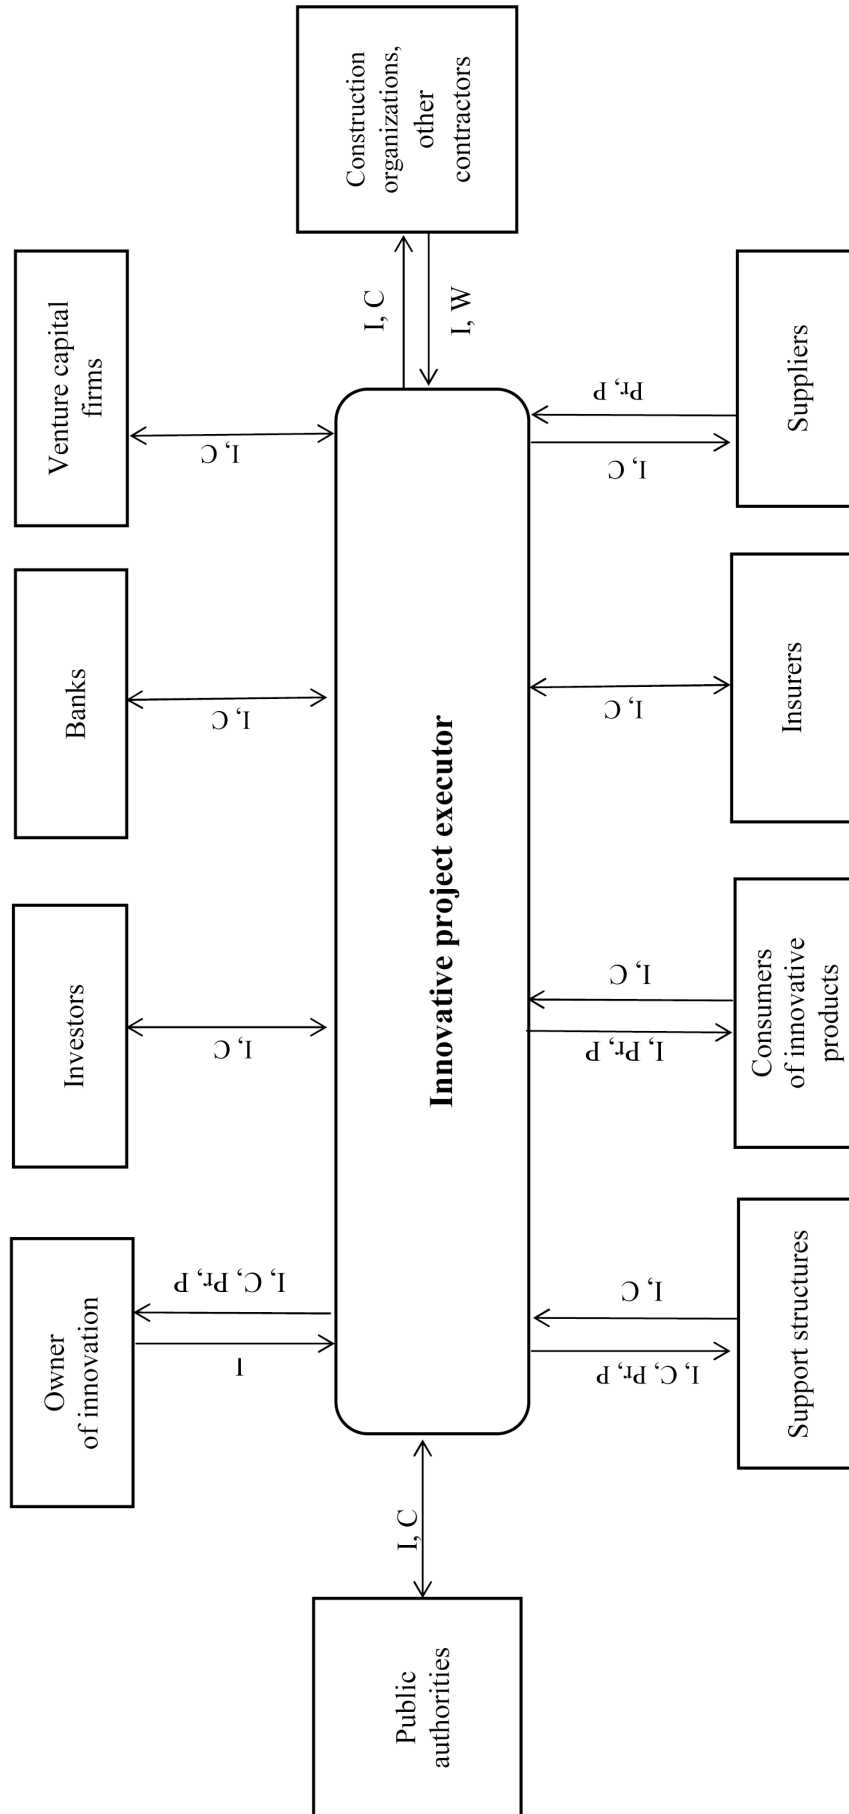 Owner
of innovation
Investors
Banks
Venture capital
firms
I
I, C, Pr, P
I, C
I, C
I, C
Public
authorities
I, C
Innovative project executor
I, C
I, W
Construction
organizations,
other
contractors
I, C, Pr, P
I, C
I, Pr, P
I, C
I, C
I, C
Pr, P
Support structures
Consumers
of innovative
products
Insurers
Suppliers